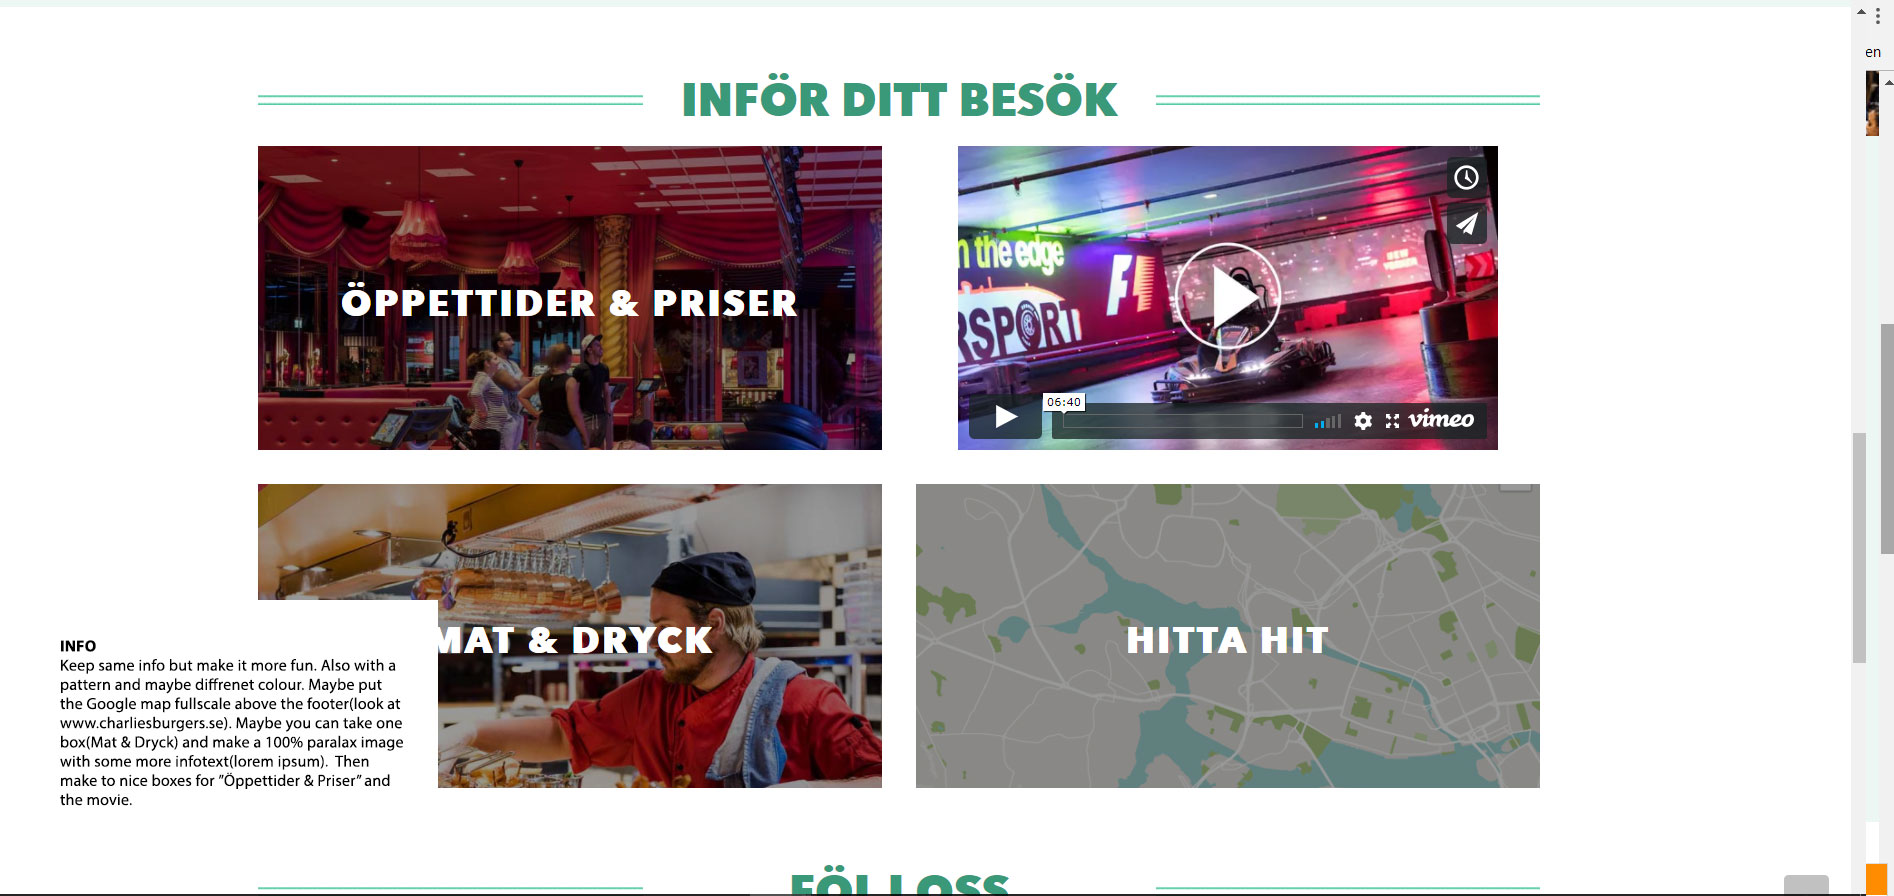 en
INFÖR DITT BESÖK
ÖPPETTIDER & PRISER
n the edge
F1
RSPORT
NEW
YORKER
06:40
vimeo
MAT & DRYCK
HITTA HIT
INFO
Keep same info but make it more fun. Also with a
pattern and maybe diffrenet colour. Maybe put
the Google map fullscale above the footer(look at
www.charliesburgers.se). Maybe you can take one
box(Mat & Dryck) and make a 100% paralax image
with some more infotext(lorem ipsum).  Then
make to nice boxes for ”Öppettider & Priser” and
the movie.
FÖLJ OSS